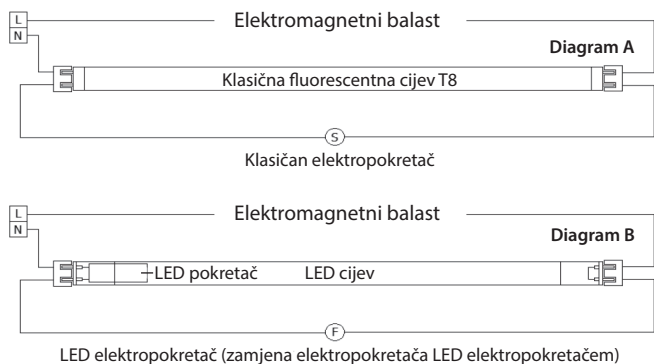 L
Elektromagnetni balast
N
Diagram A
Klasična fluorescentna cijev T8
S
Klasičan elektropokretač
L
Elektromagnetni balast
N
Diagram B
LED pokretač LED cijev
F
LED elektropokretač (zamjena elektropokretača LED elektropokretačem)